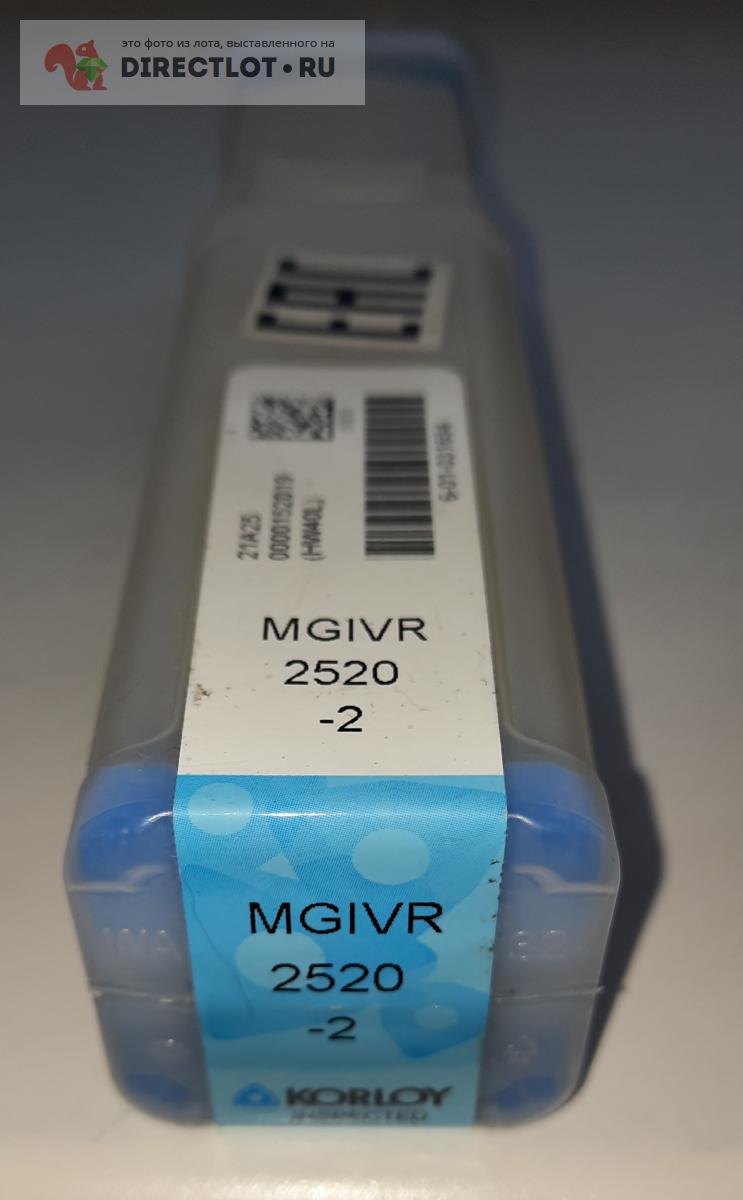 это фото из лота, выставленного на
DIRECTLOT•RU
21A25
0000152019
(HW40L)
MGIVR
2520
-2
MGIVR
2520
-2
KORLOY
INSPECTED